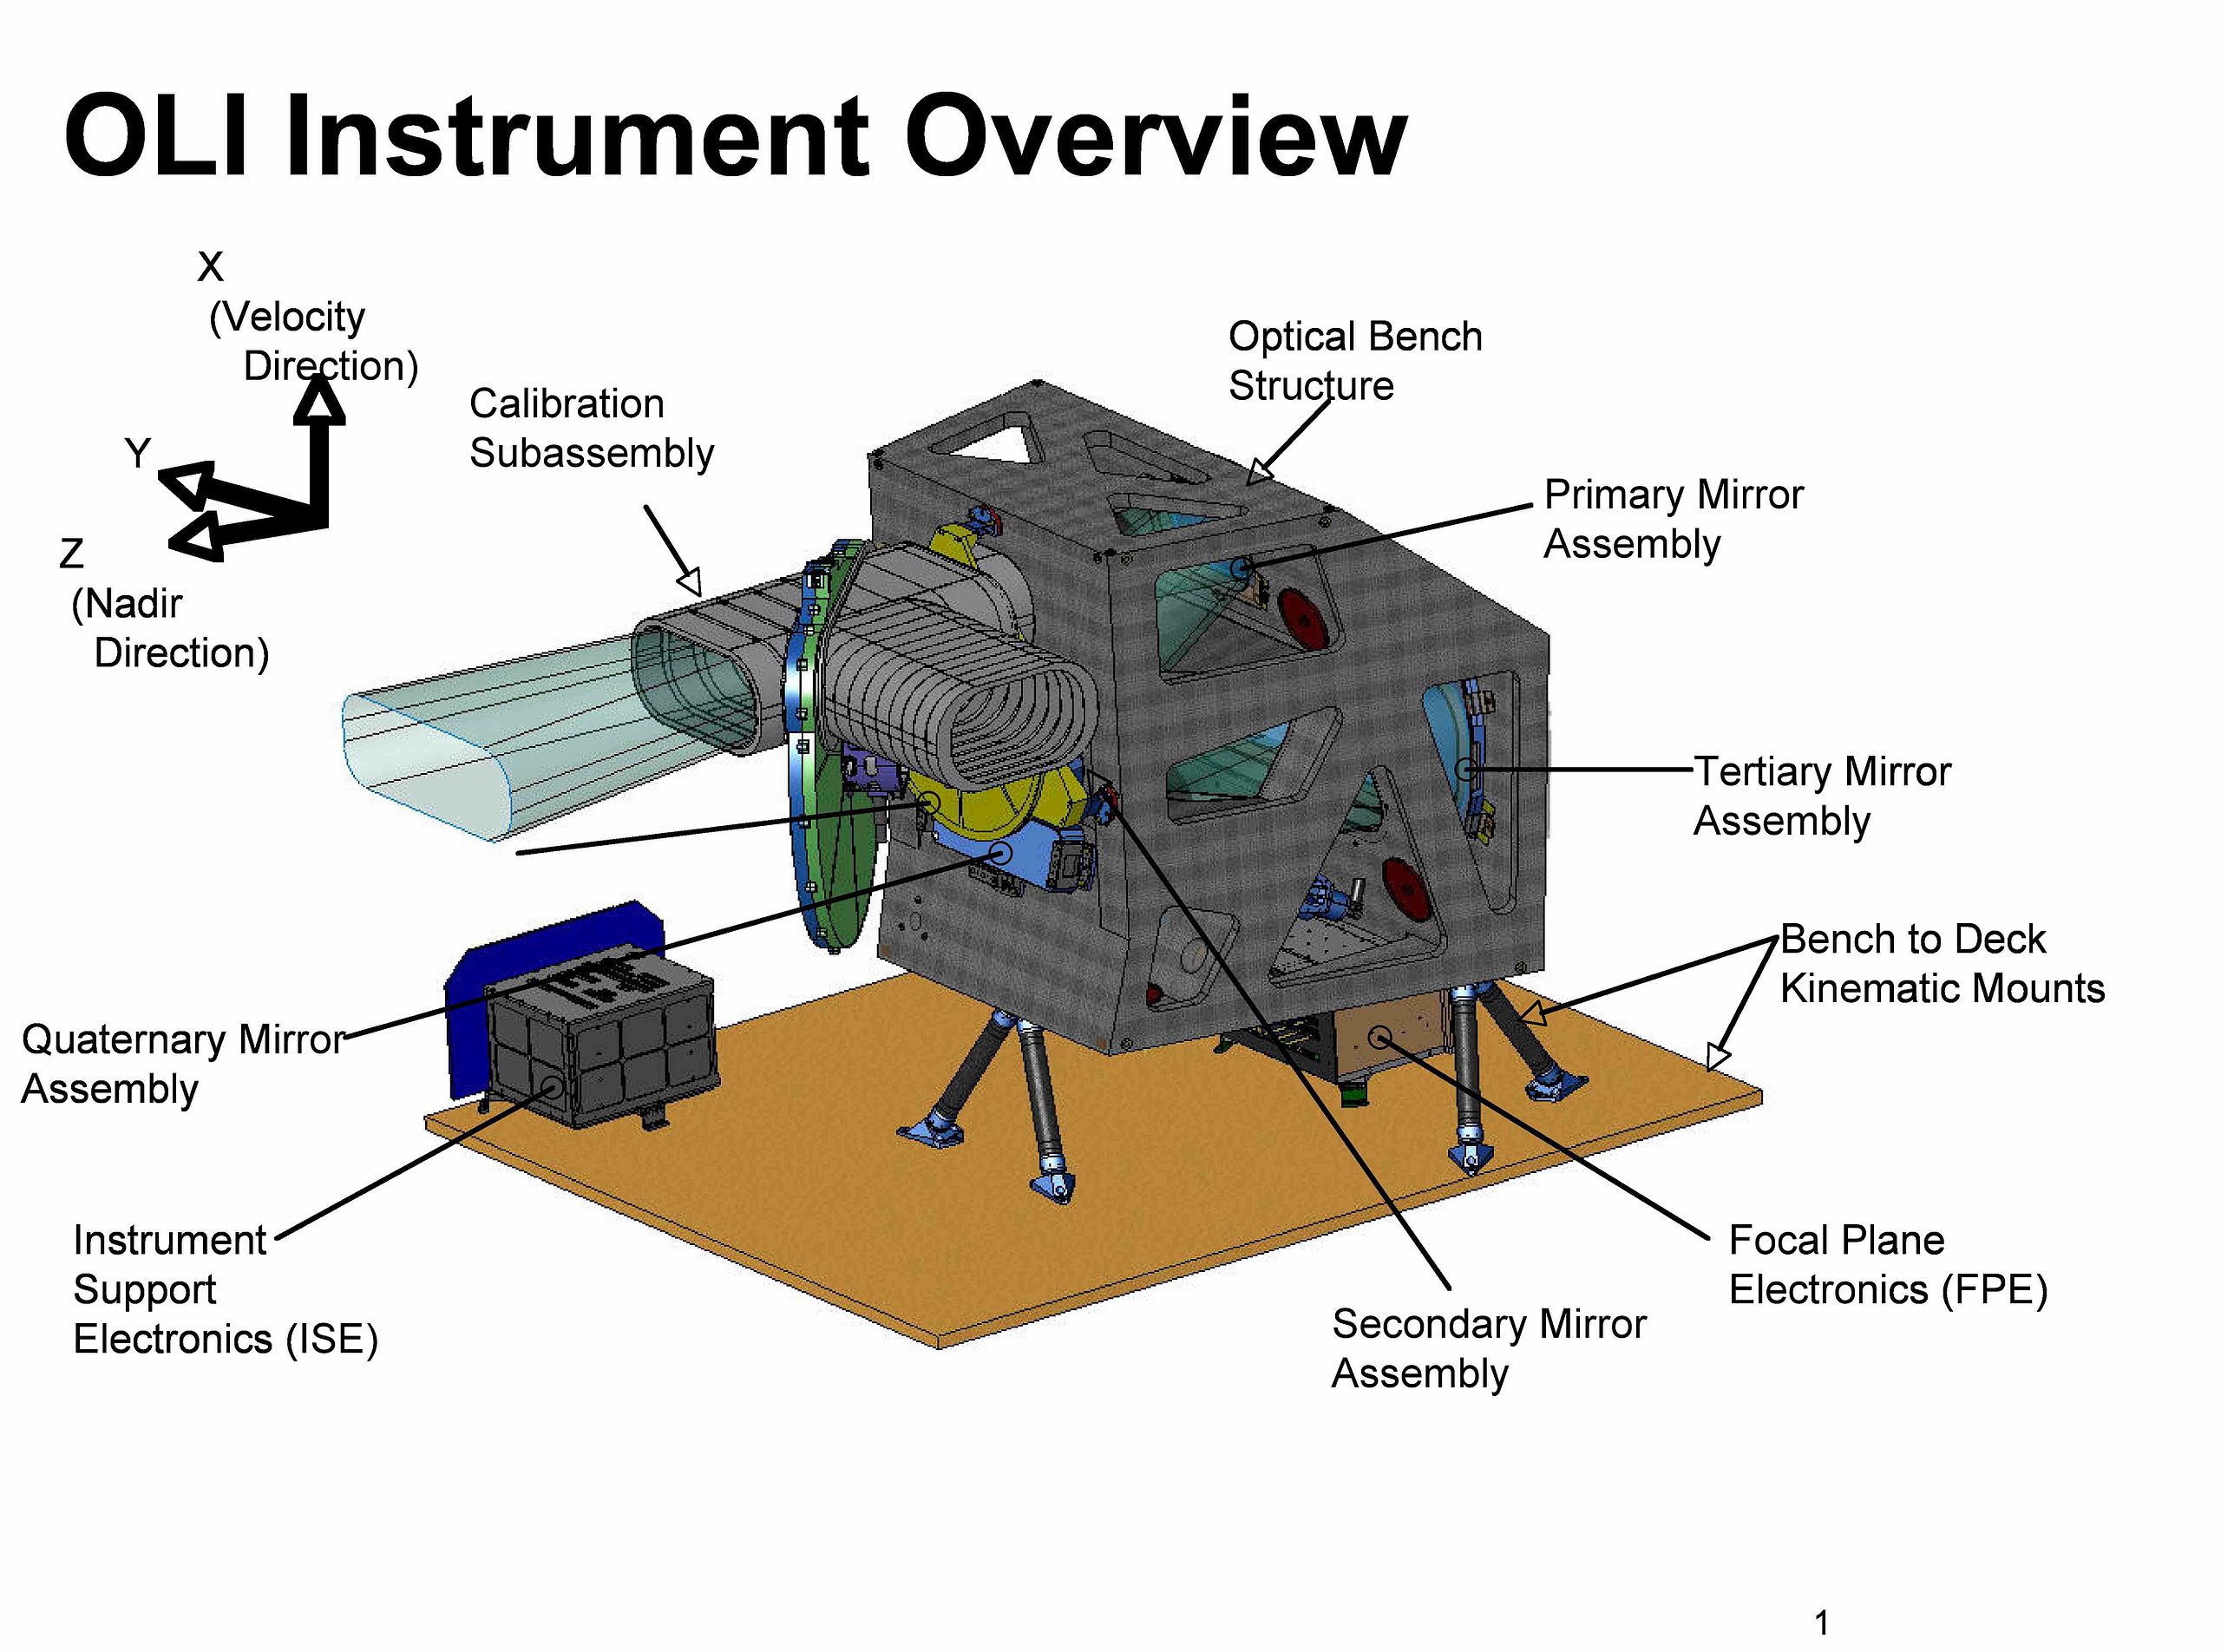 OLI Instrument Overview
X
(Velocity
Direction)
Y
Z
(Nadir
Direction)
Calibration
Subassembly
Optical Bench
Structure
Primary Mirror
Assembly
Tertiary Mirror
Assembly
Bench to Deck
Kinematic Mounts
Quaternary Mirror
Assembly
Instrument
Support
Electronics (ISE)
Focal Plane
Electronics (FPE)
Secondary Mirror
Assembly
1